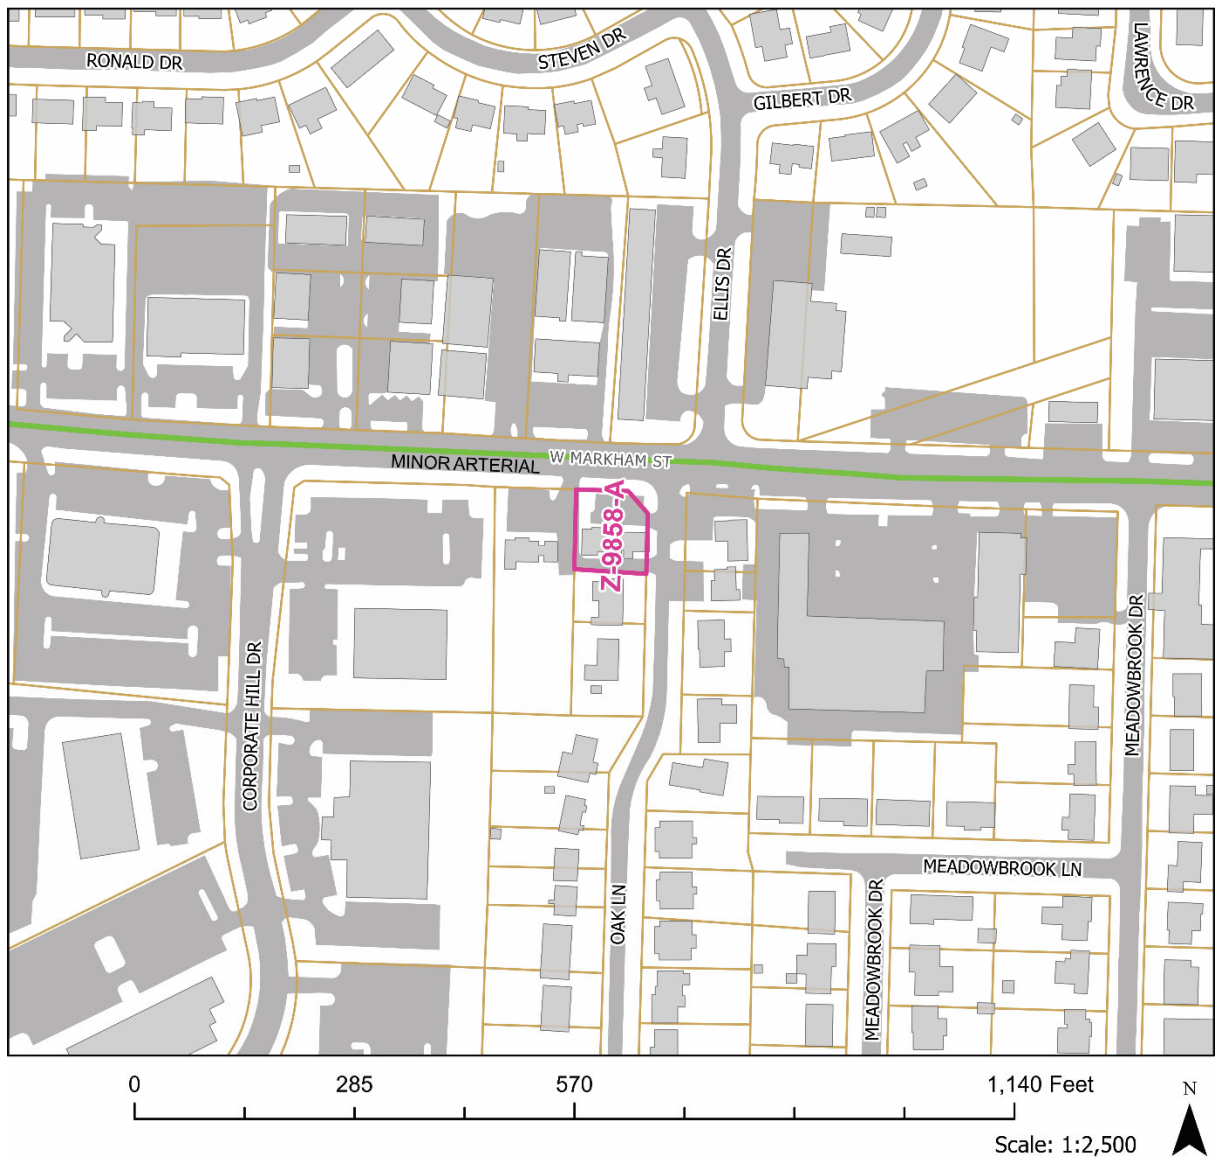 RONALD DR
STEVEN DR
GILBERT DR
LAWRENCE DR
ELLIS DR
MINOR ARTERIAL
W MARKHAM ST
Z-9858-A
CORPORATE HILL DR
MEADOWBROOK DR
MEADOWBROOK LN
OAK LN
MEADOWBROOK DR
0 285 570 1,140 Feet
N
Scale: 1:2,500